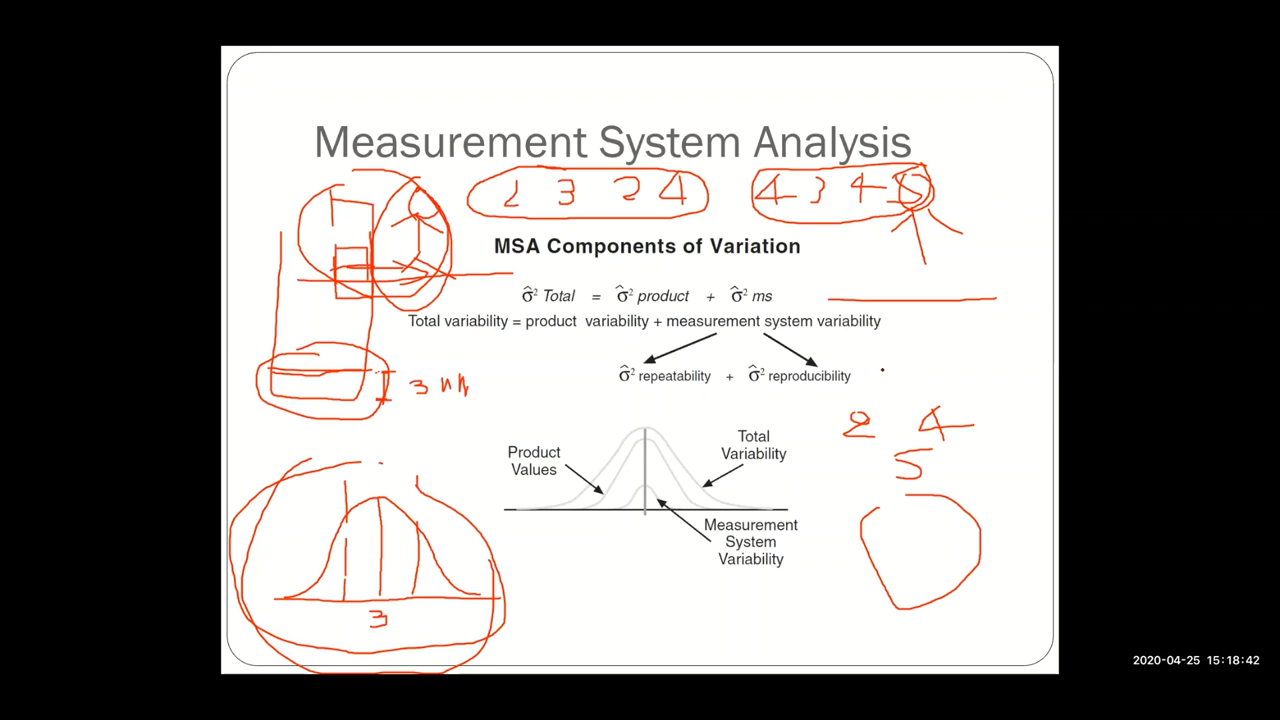 Measurement System Analysis
2 3 2 4 4 3 4 5
MSA Components of Variation
σ̂² Total = σ̂² product + σ̂² ms
Total variability = product variability + measurement system variability
σ̂² repeatability + σ̂² reproducibility
3
2 4
5
Product
Values
Total
Variability
Measurement
System
Variability
3
2020-04-25 15:18:42